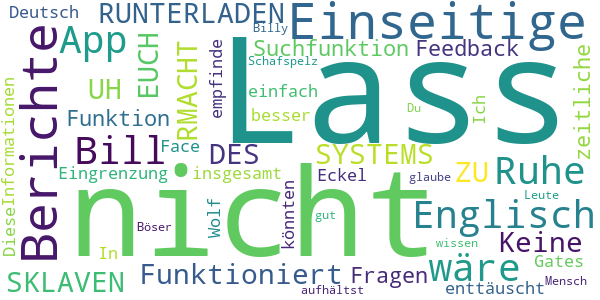 Deutsch
RUNTERLADEN
Billy
Einseitige
App
EUCH
Suchfunktion
Feedback
Schafspelz
Lass
Berichte
UH
RMACHT
empfinde
einfach
zeitliche
Funktion
besser
Du
Ich
Bill
Face
DES
SYSTEMS
ZU
Ruhe
Eingrenzung
insgesamt
Eckel
glaube
DieseInformationen
nicht
könnten
Leute
Englisch
Wolf
gut
Böser
wissen
Keine
In
wäre
Gates
SKLAVEN
Funktioniert
Fragen
enttäuscht
Mensch
aufhältst